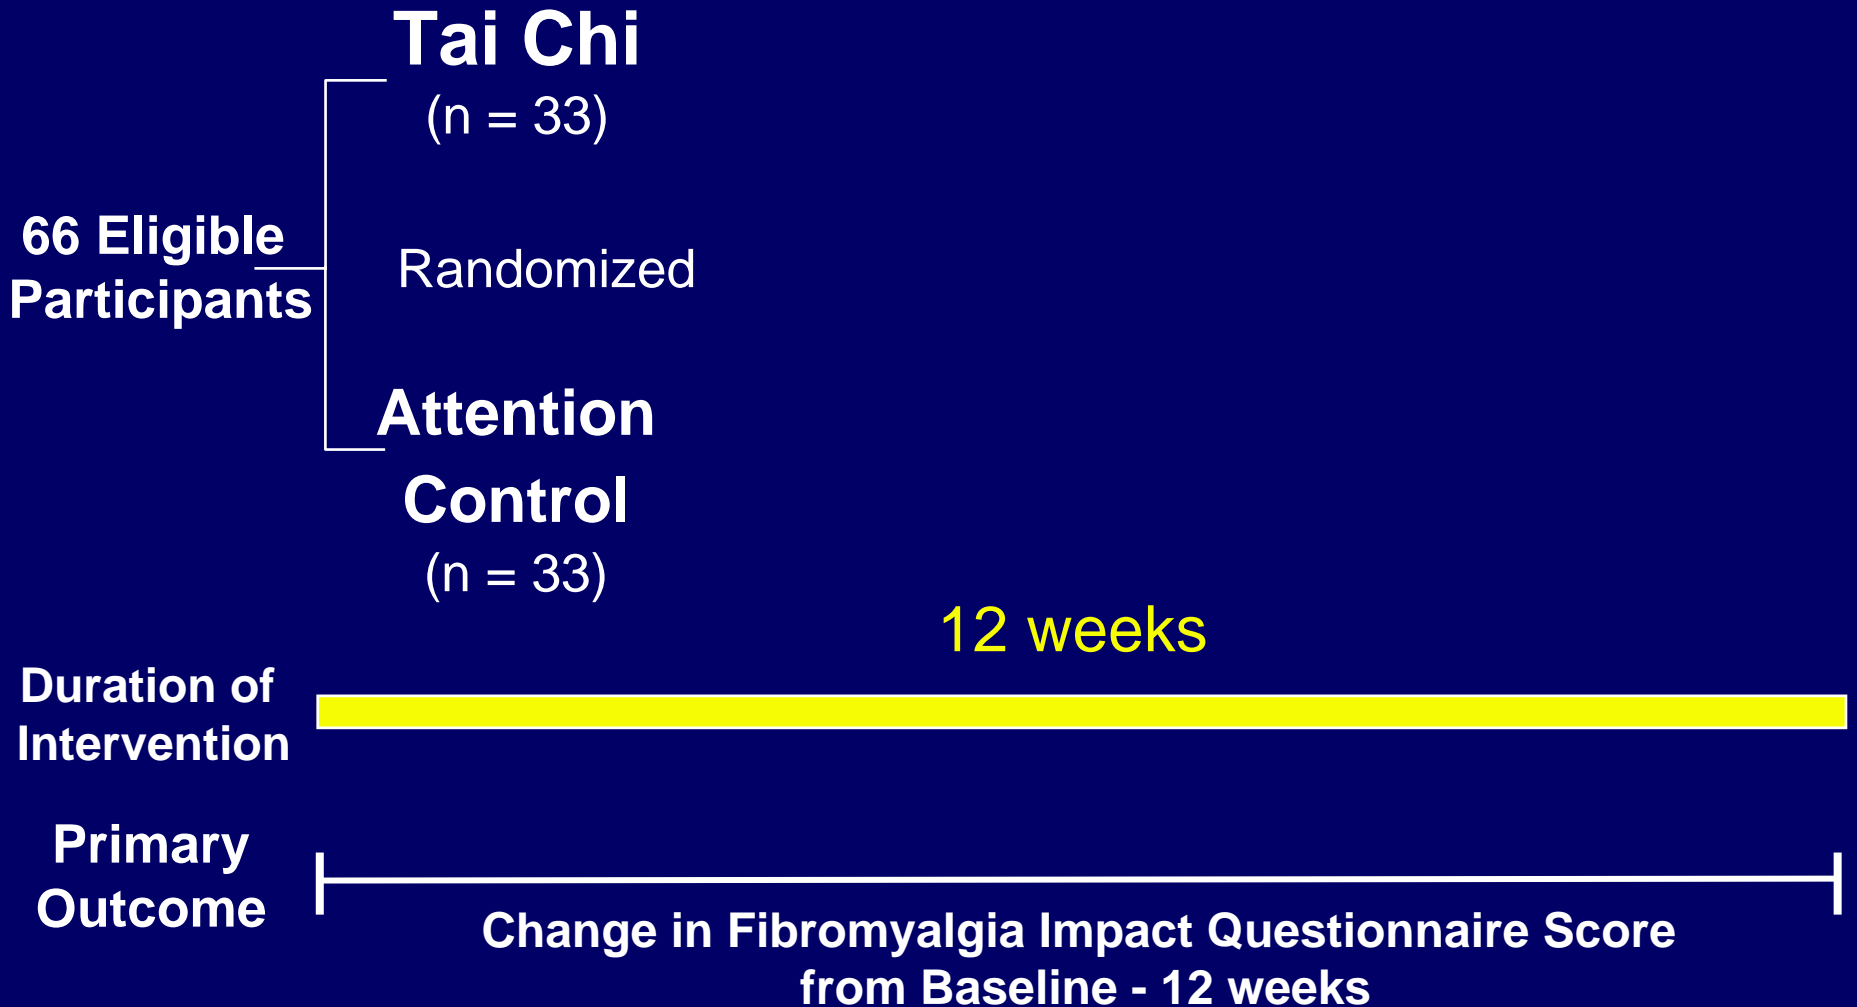 Tai Chi
(n = 33)
66 Eligible
Participants
Randomized
Attention
Control
(n = 33)
12 weeks
Duration of
Intervention
Primary
Outcome
Change in Fibromyalgia Impact Questionnaire Score
from Baseline - 12 weeks